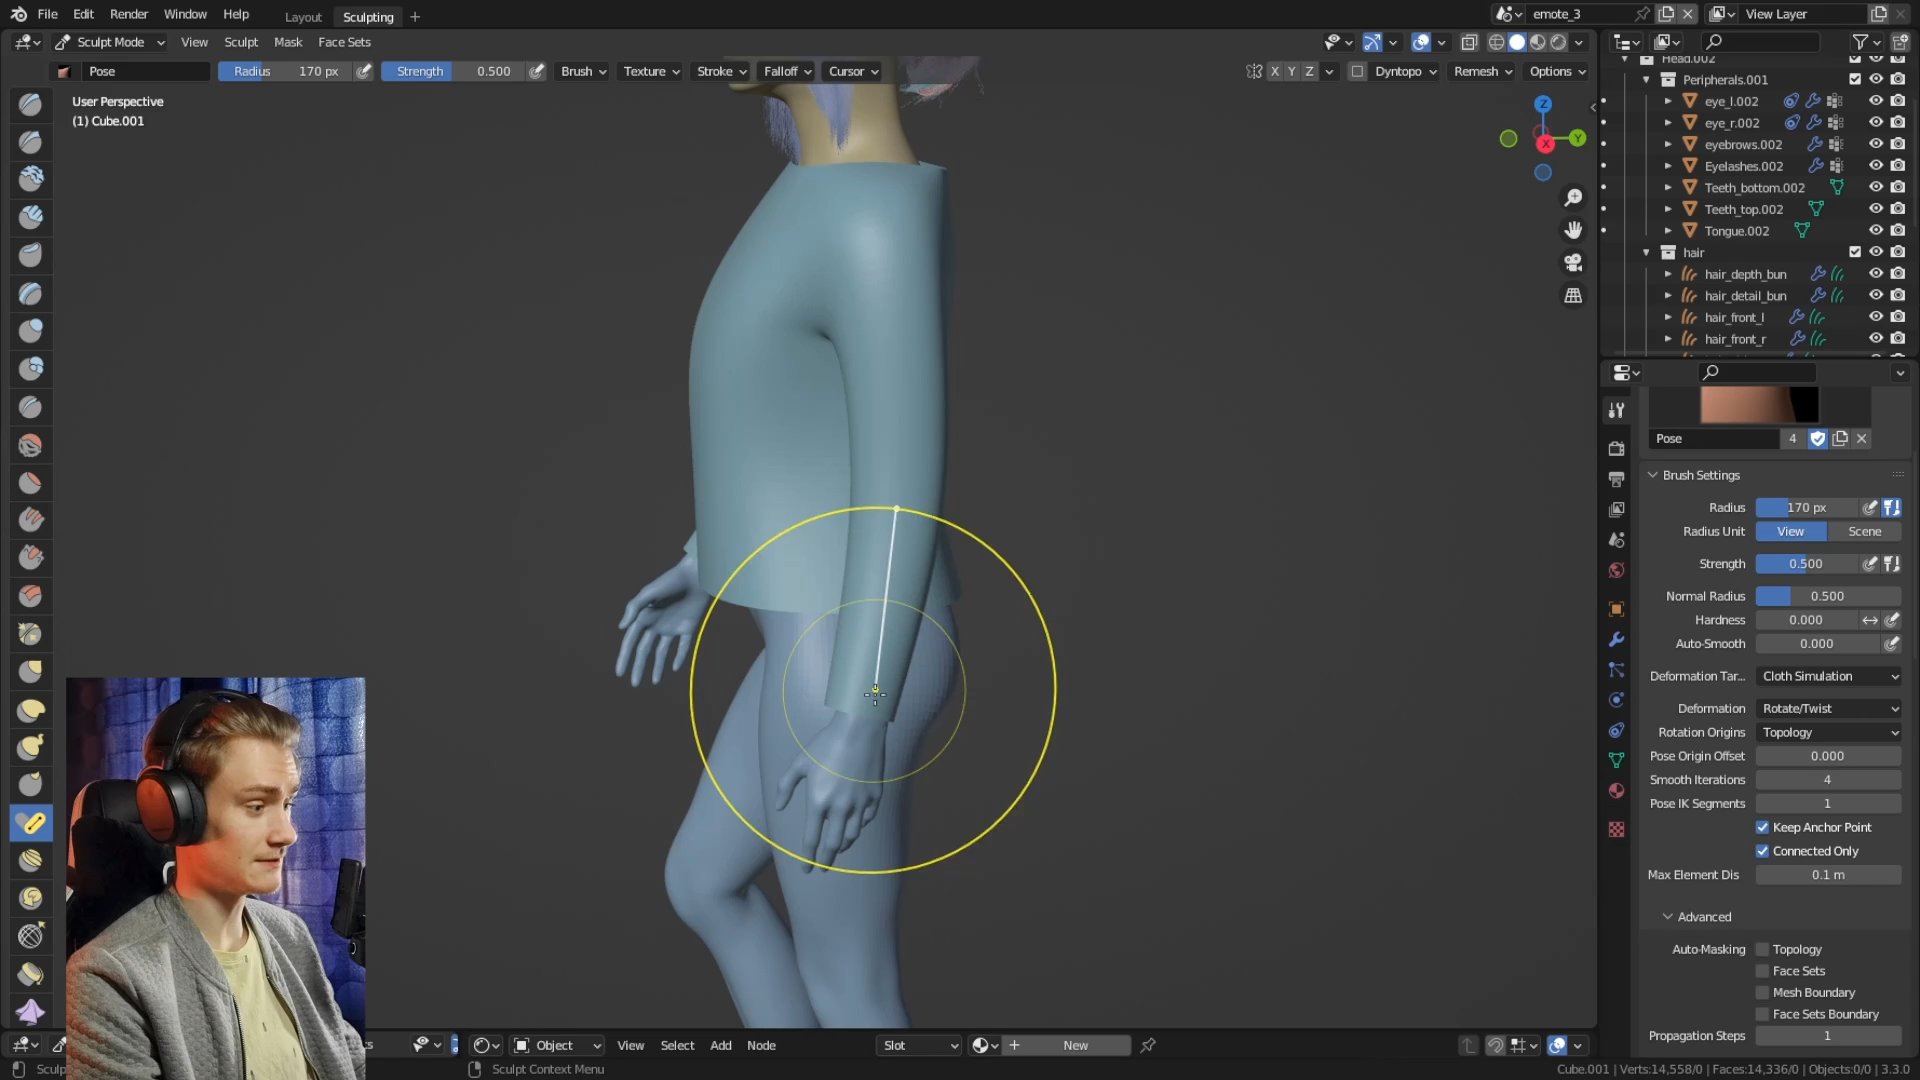 File Edit Render Window Help Layout Sculpting + emote_3 View Layer
Sculpt Mode View Sculpt Mask Face Sets
Pose Radius 170 px Strength 0.500 Brush Texture Stroke Falloff Cursor X Y Z Dyntopo Remesh Options
User Perspective
(1) Cube.001
Z
Y
X
Head.002
Peripherals.001
eye_l.002
eye_r.002
eyebrows.002
Eyelashes.002
Teeth_bottom.002
Teeth_top.002
Tongue.002
hair
hair_depth_bun
hair_detail_bun
hair_front_l
hair_front_r
Pose 4
Brush Settings
Radius 170 px
Radius Unit View Scene
Strength 0.500
Normal Radius 0.500
Hardness 0.000
Auto-Smooth 0.000
Deformation Tar... Cloth Simulation
Deformation Rotate/Twist
Rotation Origins Topology
Pose Origin Offset 0.000
Smooth Iterations 4
Pose IK Segments 1
Keep Anchor Point
Connected Only
Max Element Dis 0.1 m
Advanced
Auto-Masking Topology
Face Sets
Mesh Boundary
Face Sets Boundary
Propagation Steps 1
Object View Select Add Node Slot New
Sculp Sculpt Context Menu Cube.001 | Verts:14,558/0 | Faces:14,336/0 | Objects:0/0 | 3.3.0